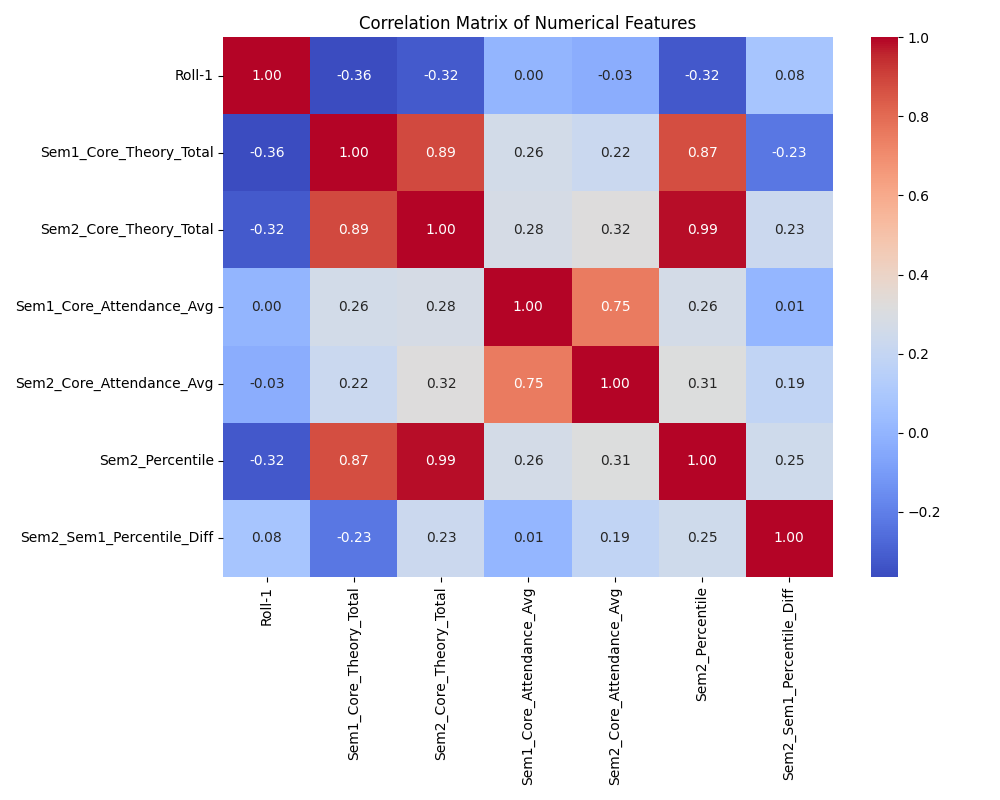 Correlation Matrix of Numerical Features
Roll-1 1.00 -0.36 -0.32 0.00 -0.03 -0.32 0.08
Sem1_Core_Theory_Total -0.36 1.00 0.89 0.26 0.22 0.87 -0.23
Sem2_Core_Theory_Total -0.32 0.89 1.00 0.28 0.32 0.99 0.23
Sem1_Core_Attendance_Avg 0.00 0.26 0.28 1.00 0.75 0.26 0.01
Sem2_Core_Attendance_Avg -0.03 0.22 0.32 0.75 1.00 0.31 0.19
Sem2_Percentile -0.32 0.87 0.99 0.26 0.31 1.00 0.25
Sem2_Sem1_Percentile_Diff 0.08 -0.23 0.23 0.01 0.19 0.25 1.00
Roll-1
Sem1_Core_Theory_Total
Sem2_Core_Theory_Total
Sem1_Core_Attendance_Avg
Sem2_Core_Attendance_Avg
Sem2_Percentile
Sem2_Sem1_Percentile_Diff
1.0
0.8
0.6
0.4
0.2
0.0
−0.2